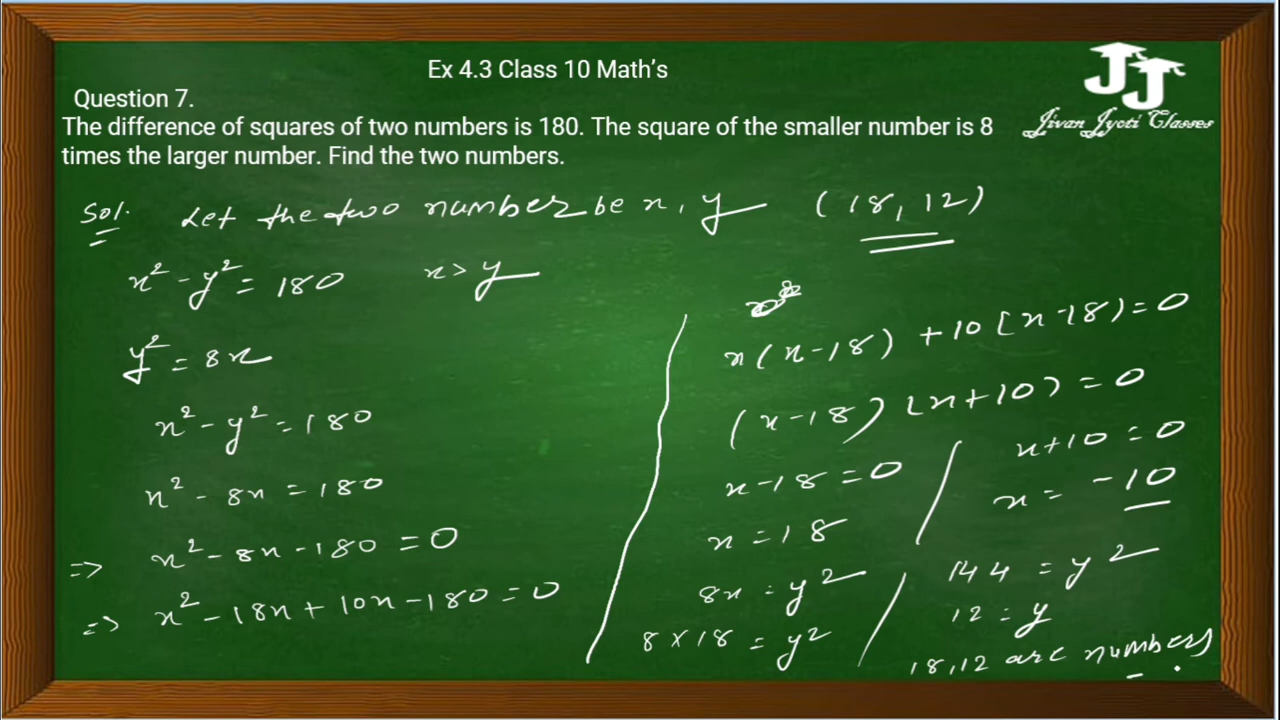 Ex 4.3 Class 10 Math’s
JJ
Jivan Jyoti Classes
Question 7.
The difference of squares of two numbers is 180. The square of the smaller number is 8
times the larger number. Find the two numbers.
Sol. Let the two number be x, y (18, 12)
x² - y² = 180 x > y
y² = 8x
x² - y² = 180
x² - 8x = 180
=> x² - 8x - 180 = 0
=> x² - 18x + 10x - 180 = 0
x(x-18) + 10(x-18) = 0
(x-18) (x+10) = 0
x-18 = 0
x = 18
x+10 = 0
x = -10
8x = y²
8 x 18 = y²
144 = y²
12 = y
18, 12 are numbers.